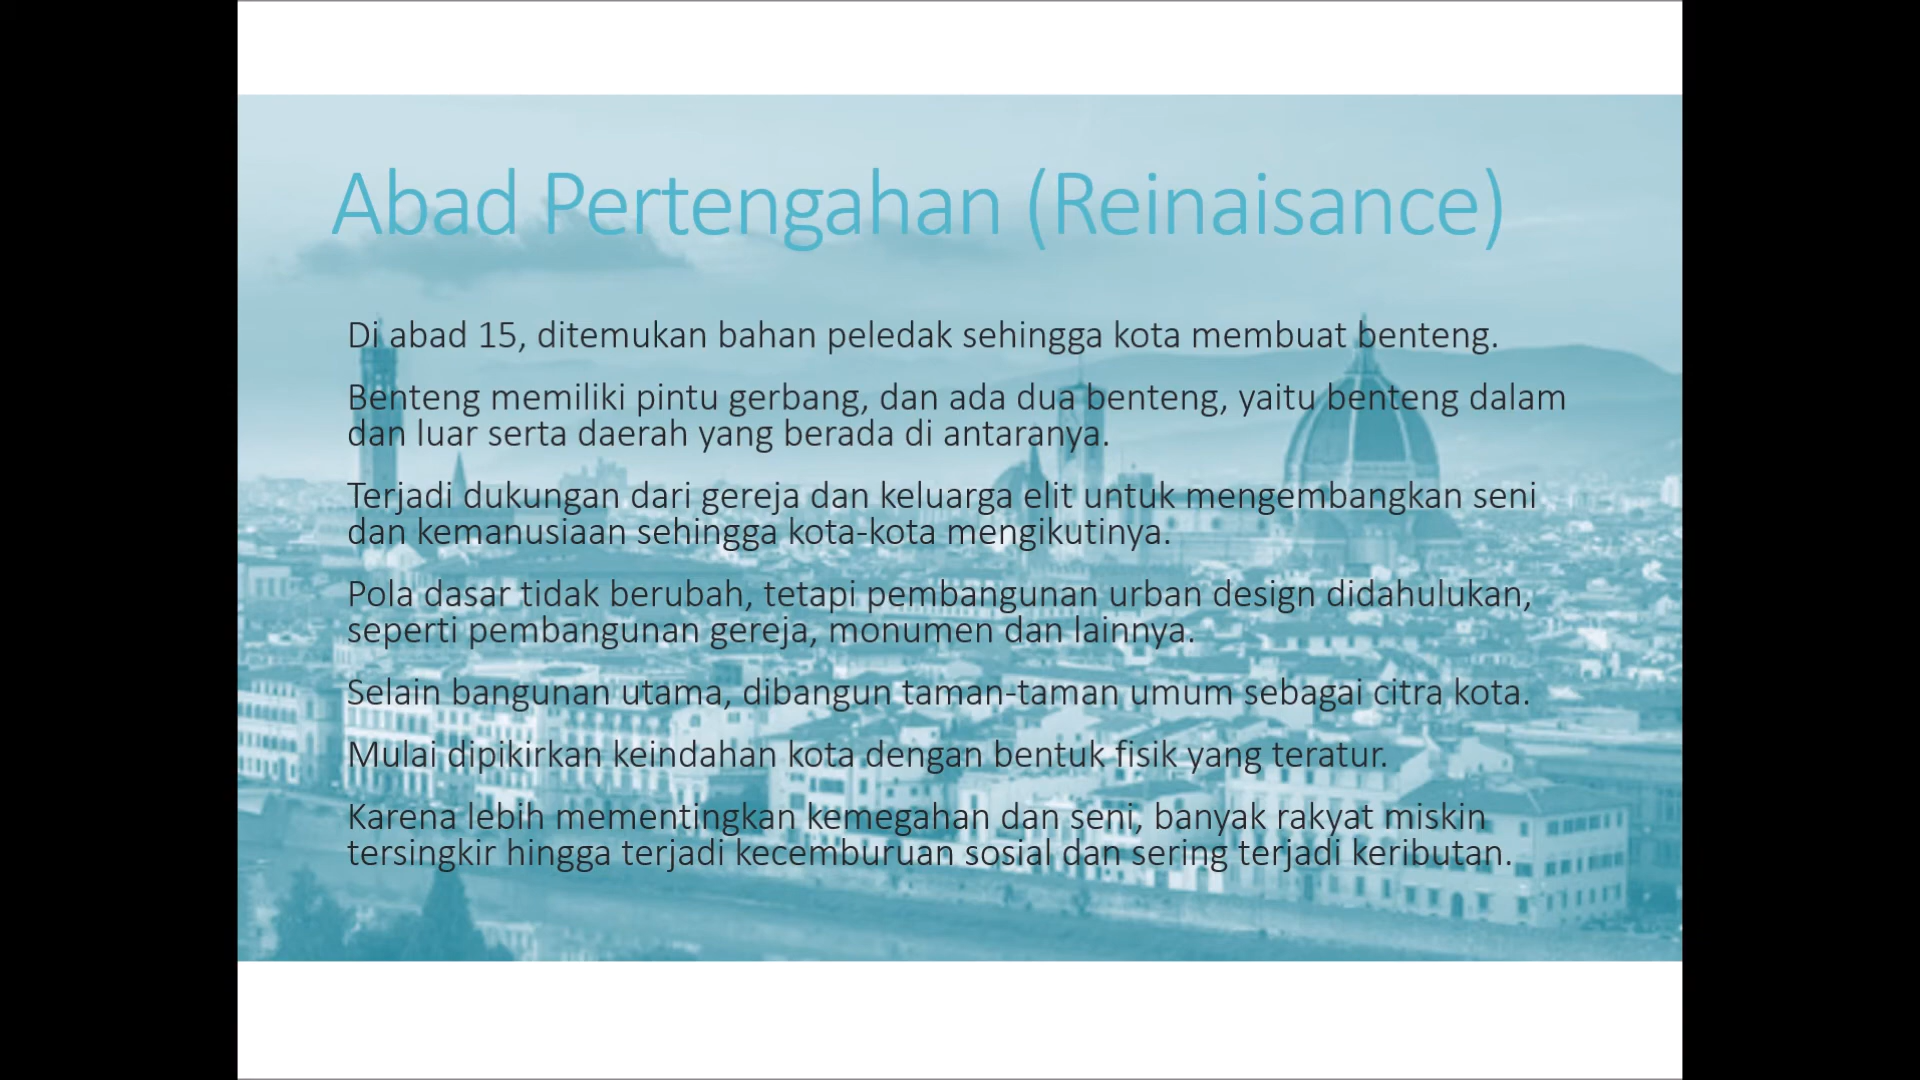 Abad Pertengahan (Reinaisance)
Di abad 15, ditemukan bahan peledak sehingga kota membuat benteng.
Benteng memiliki pintu gerbang, dan ada dua benteng, yaitu benteng dalam
dan luar serta daerah yang berada di antaranya.
Terjadi dukungan dari gereja dan keluarga elit untuk mengembangkan seni
dan kemanusiaan sehingga kota-kota mengikutinya.
Pola dasar tidak berubah, tetapi pembangunan urban design didahulukan,
seperti pembangunan gereja, monumen dan lainnya.
Selain bangunan utama, dibangun taman-taman umum sebagai citra kota.
Mulai dipikirkan keindahan kota dengan bentuk fisik yang teratur.
Karena lebih mementingkan kemegahan dan seni, banyak rakyat miskin
tersingkir hingga terjadi kecemburuan sosial dan sering terjadi keributan.